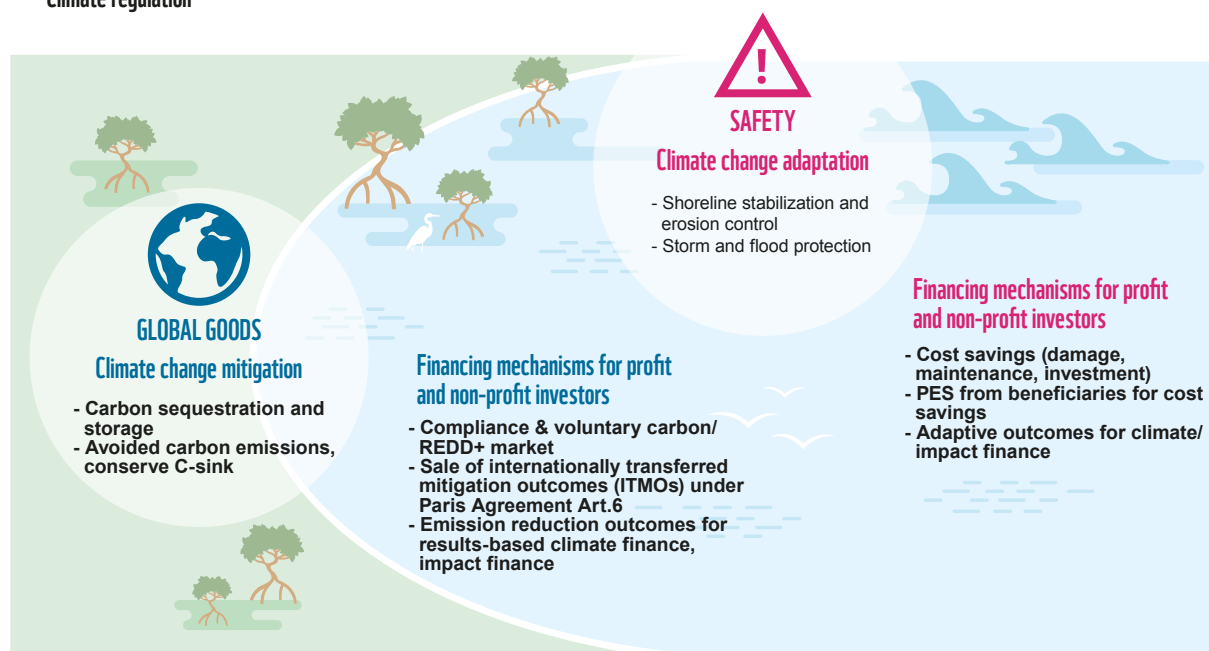 Climate regulation
!
SAFETY
Climate change adaptation
- Shoreline stabilization and
erosion control
- Storm and flood protection
GLOBAL GOODS
Climate change mitigation
- Carbon sequestration and
storage
- Avoided carbon emissions,
conserve C-sink
Financing mechanisms for profit
and non-profit investors
- Compliance & voluntary carbon/
REDD+ market
- Sale of internationally transferred
mitigation outcomes (ITMOs) under
Paris Agreement Art.6
- Emission reduction outcomes for
results-based climate finance,
impact finance
Financing mechanisms for profit
and non-profit investors
- Cost savings (damage,
maintenance, investment)
- PES from beneficiaries for cost
savings
- Adaptive outcomes for climate/
impact finance